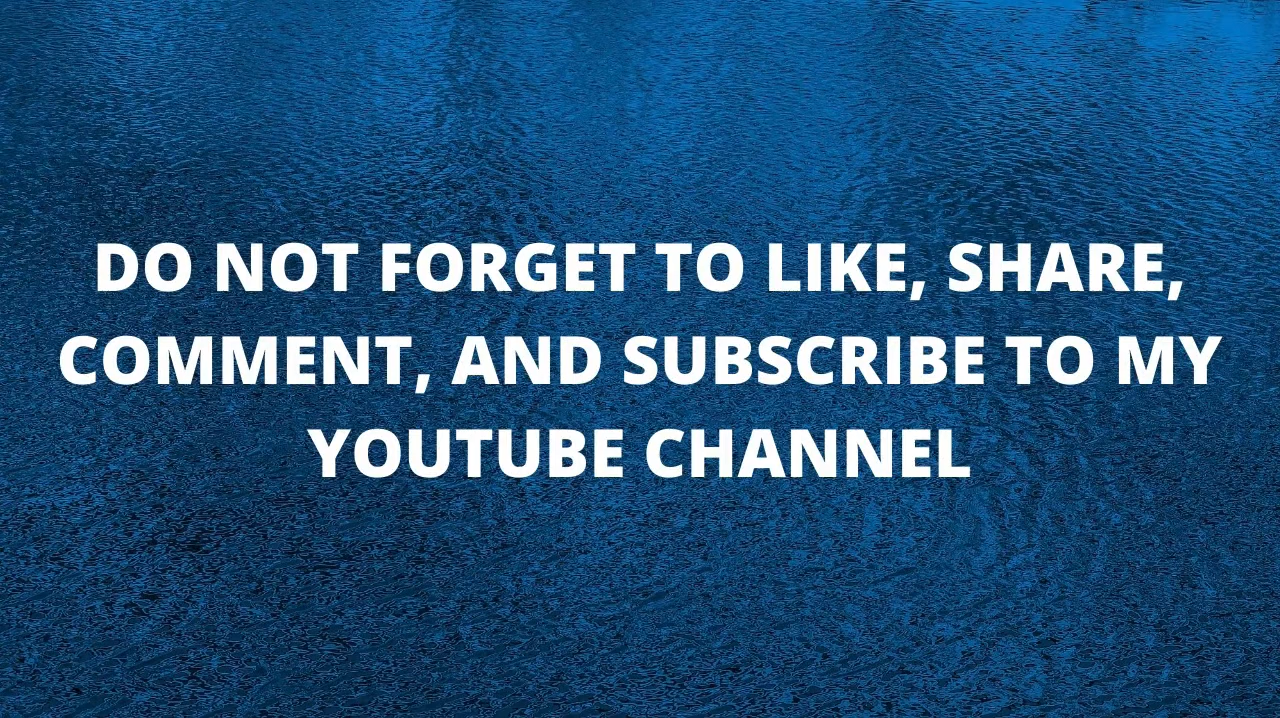 DO NOT FORGET TO LIKE, SHARE,
COMMENT, AND SUBSCRIBE TO MY
YOUTUBE CHANNEL